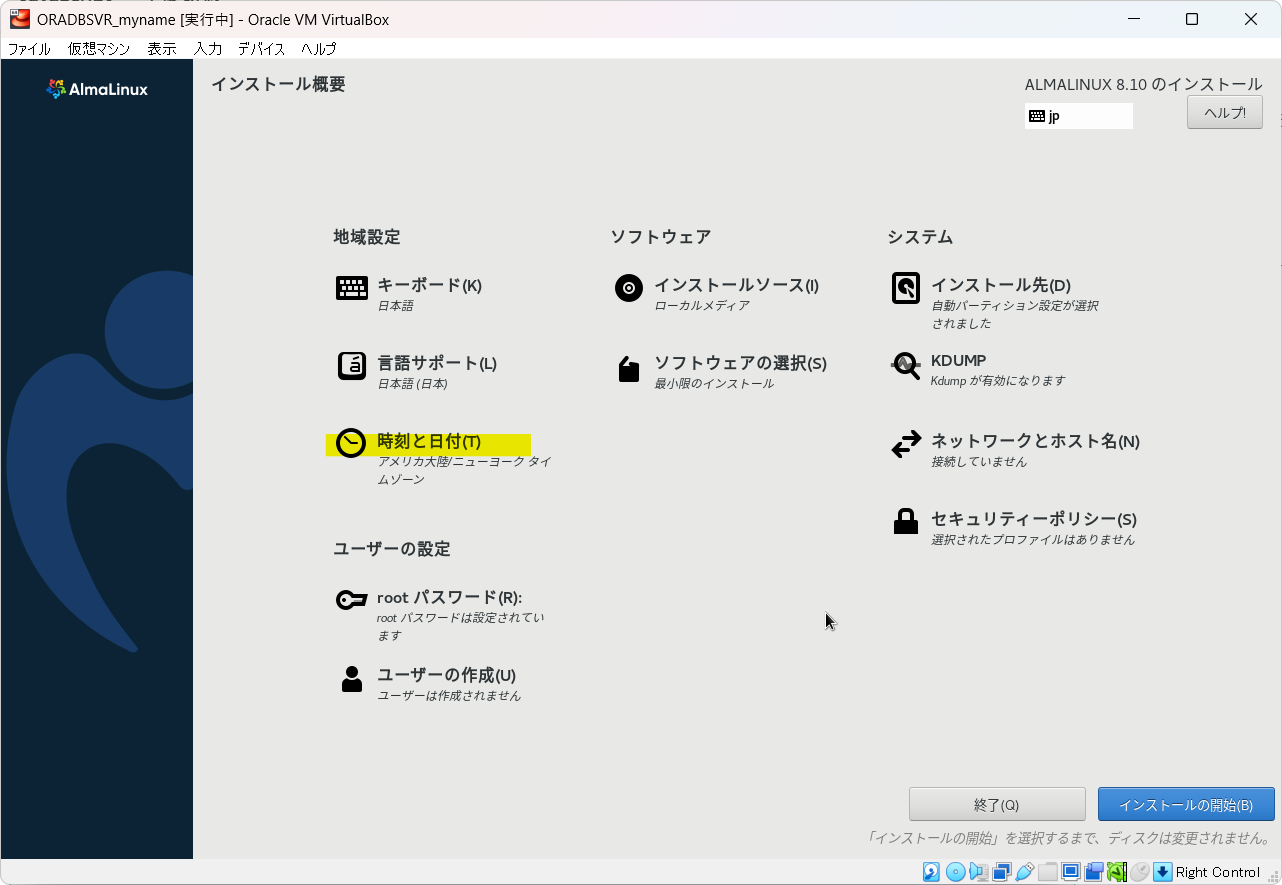 ORADBSVR_myname [実行中] - Oracle VM VirtualBox
ファイル 仮想マシン 表示 入力 デバイス ヘルプ
AlmaLinux
インストール概要
ALMALINUX 8.10 のインストール
jp
ヘルプ!
地域設定
キーボード(K)
日本語
言語サポート(L)
日本語 (日本)
時刻と日付(T)
アメリカ大陸/ニューヨーク タイ
ムゾーン
ユーザーの設定
root パスワード(R):
root パスワードは設定されてい
ます
ユーザーの作成(U)
ユーザーは作成されません
ソフトウェア
インストールソース(I)
ローカルメディア
ソフトウェアの選択(S)
最小限のインストール
システム
インストール先(D)
自動パーティション設定が選択
されました
KDUMP
Kdump が有効になります
ネットワークとホスト名(N)
接続していません
セキュリティーポリシー(S)
選択されたプロファイルはありません
終了(Q)
インストールの開始(B)
「インストールの開始」を選択するまで、ディスクは変更されません。
Right Control